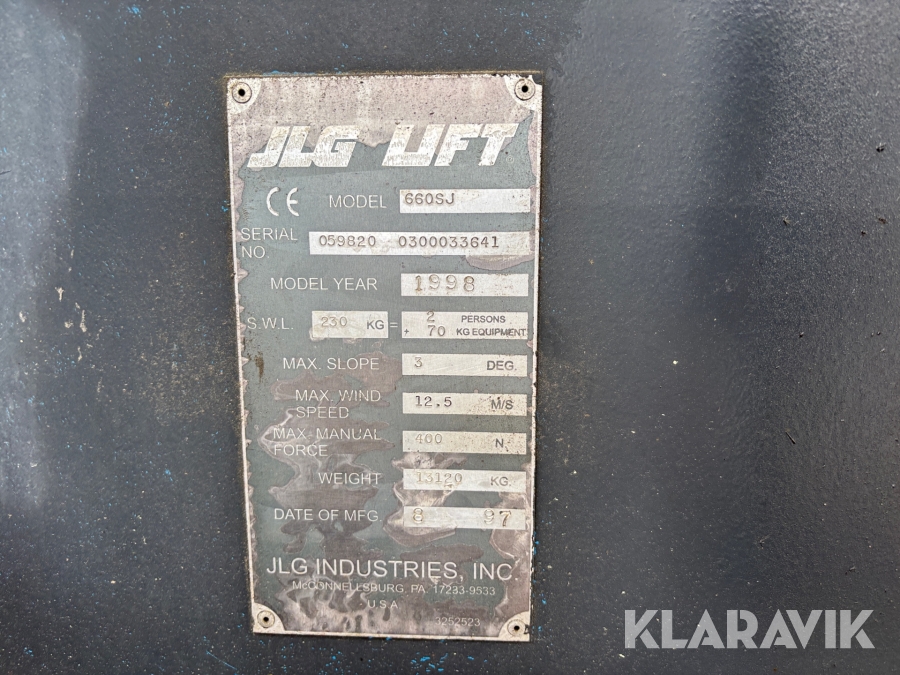 JLG LIFT
CE MODEL 660SJ
SERIAL NO. 059820 0300033641
MODEL YEAR 1998
S.W.L: 230 KG = 2 PERSONS
+ 70 KG EQUIPMENT
MAX. SLOPE 3 DEG.
MAX. WIND SPEED 12.5 M/S
MAX. MANUAL FORCE 400 N
WEIGHT 13120 KG
DATE OF MFG. 8 97
JLG INDUSTRIES, INC.
McCONNELLSBURG, PA. 17233-9533
U.S.A.
3252523
KLARAVIK